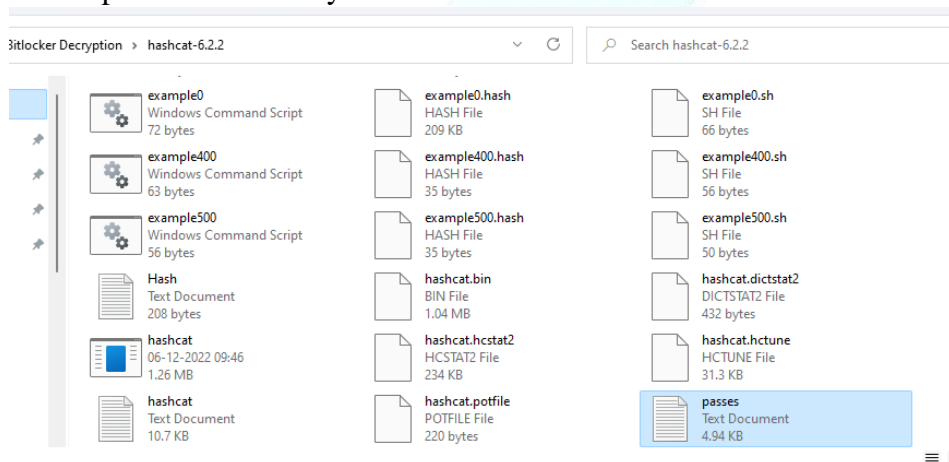 Bitlocker Decryption > hashcat-6.2.2
Search hashcat-6.2.2
example0
Windows Command Script
72 bytes
example0.hash
HASH File
209 KB
example0.sh
SH File
66 bytes
example400
Windows Command Script
63 bytes
example400.hash
HASH File
35 bytes
example400.sh
SH File
56 bytes
example500
Windows Command Script
56 bytes
example500.hash
HASH File
35 bytes
example500.sh
SH File
50 bytes
Hash
Text Document
208 bytes
hashcat.bin
BIN File
1.04 MB
hashcat.dictstat2
DICTSTAT2 File
432 bytes
hashcat
06-12-2022 09:46
1.26 MB
hashcat.hcstat2
HCSTAT2 File
234 KB
hashcat.hctune
HCTUNE File
31.3 KB
hashcat
Text Document
10.7 KB
hashcat.potfile
POTFILE File
220 bytes
passes
Text Document
4.94 KB